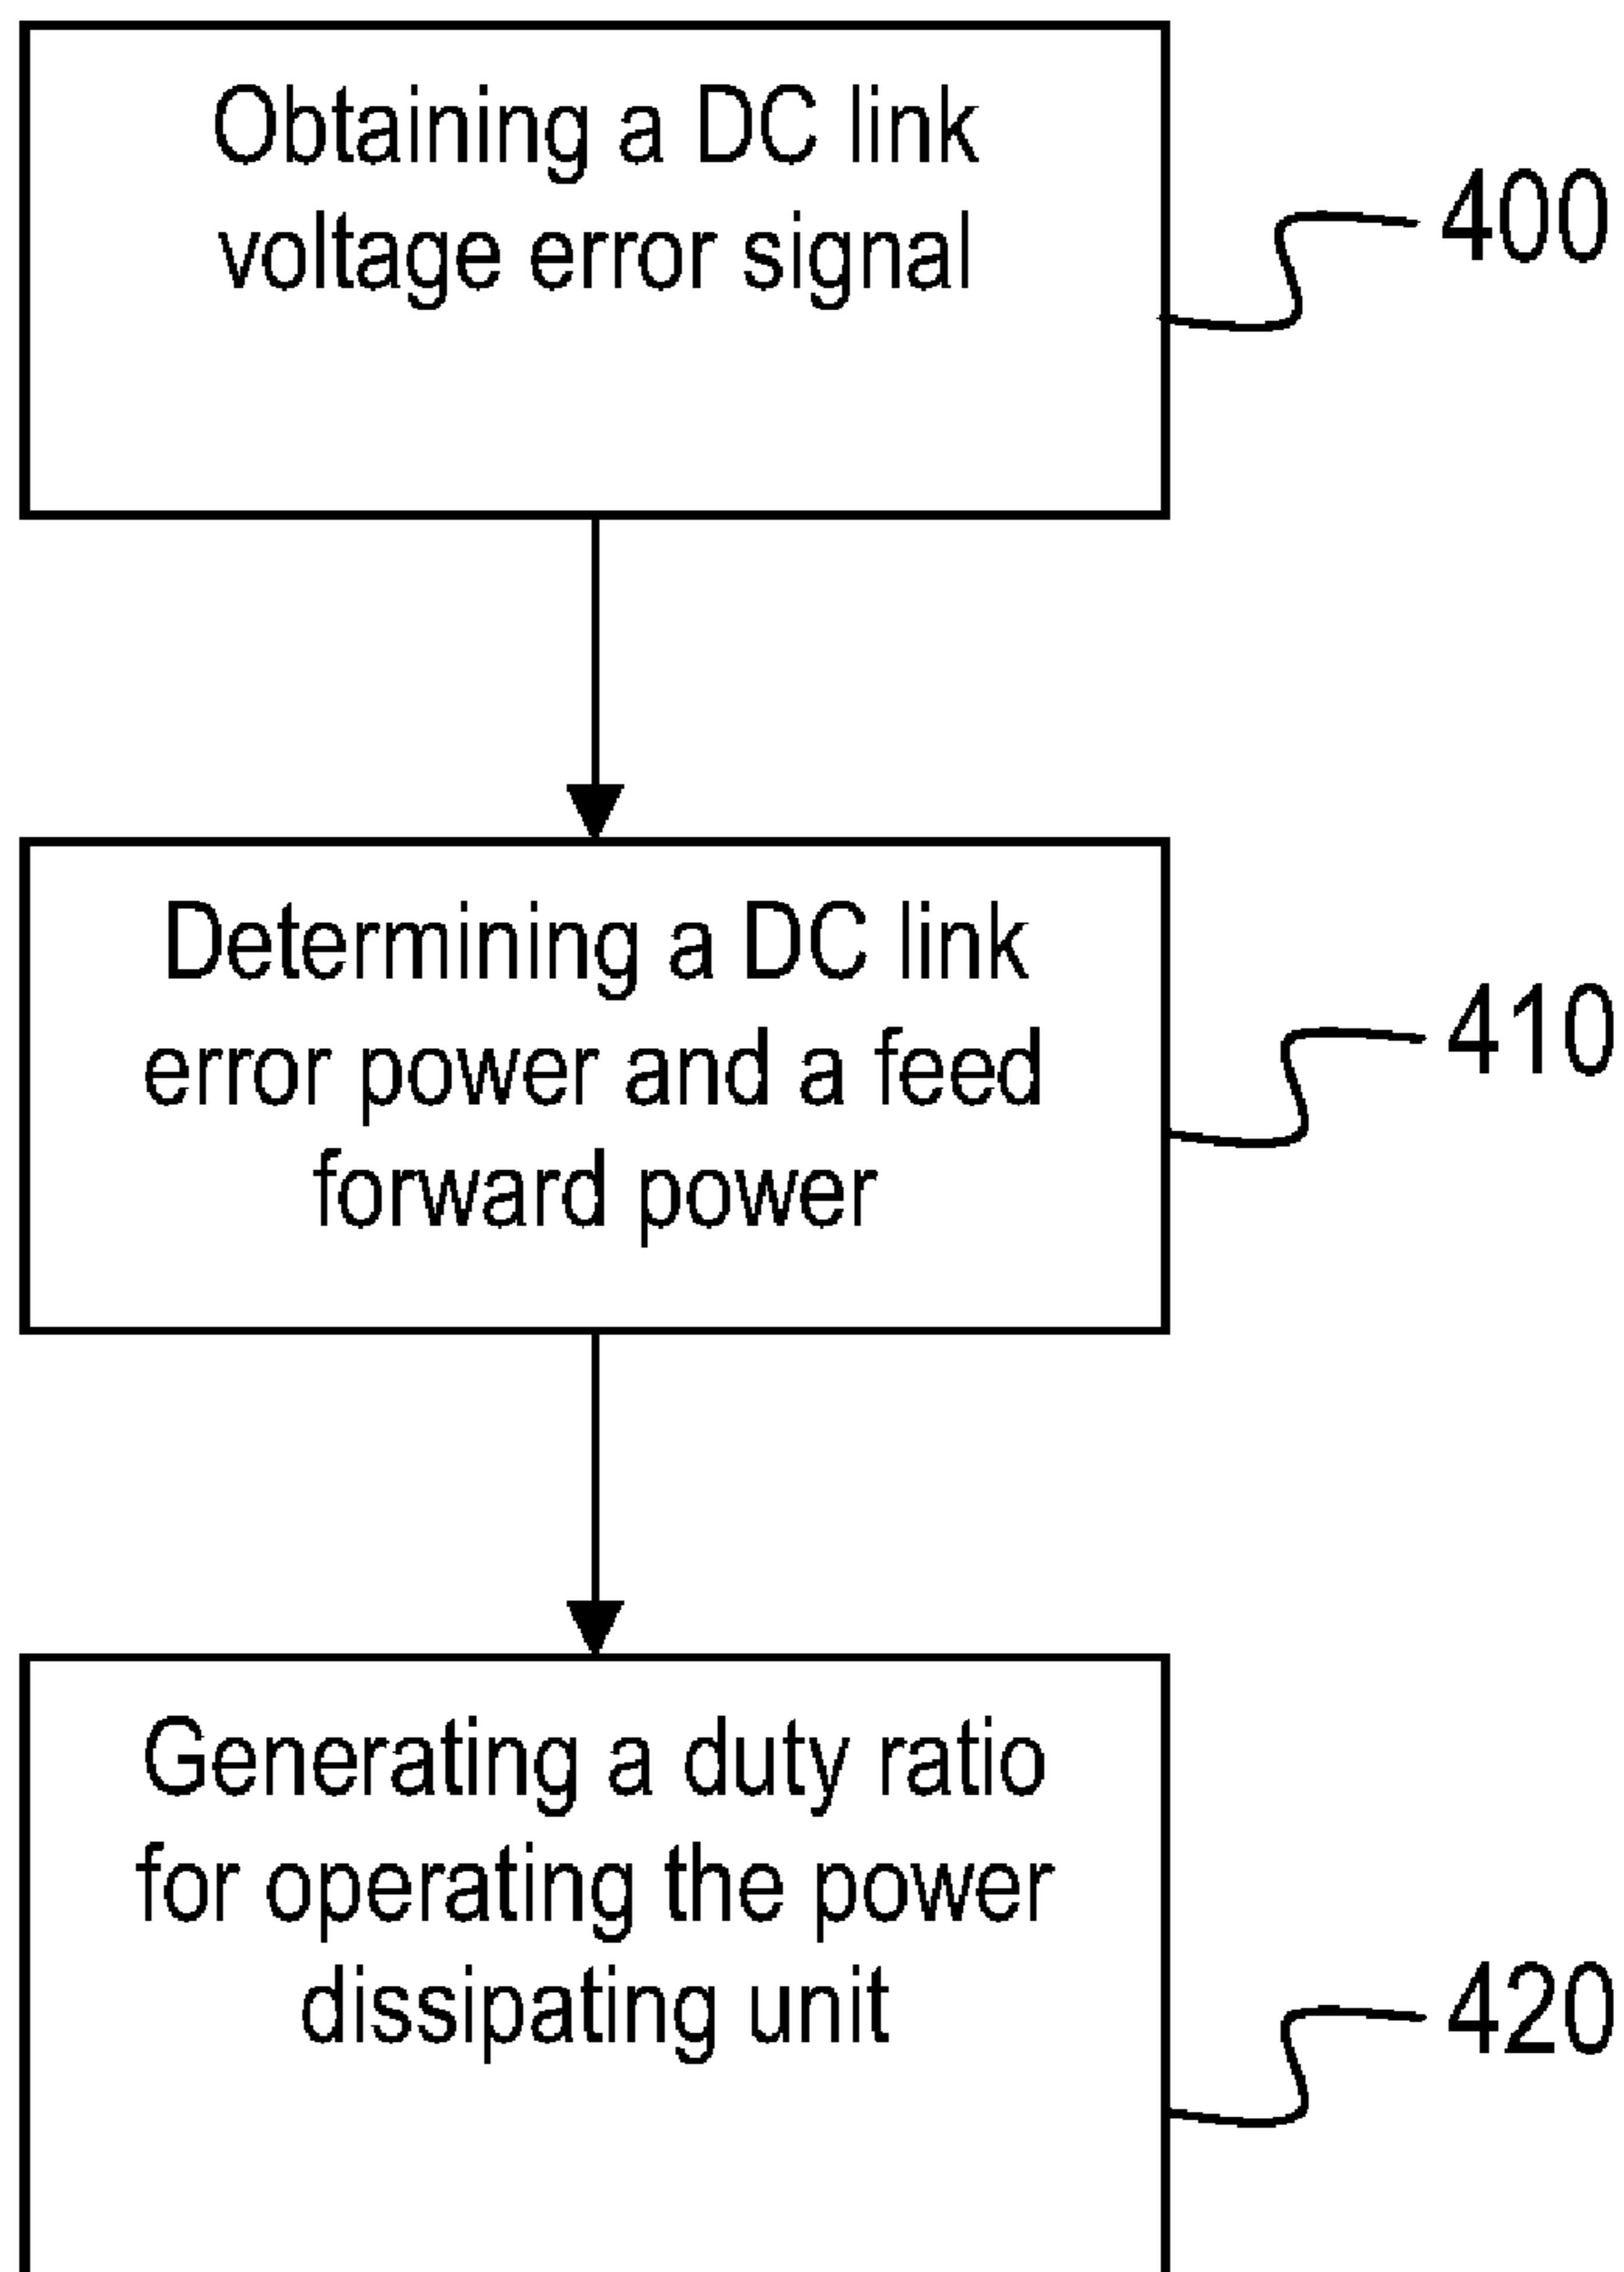 Obtaining a DC link
voltage error signal
400
Determining a DC link
error power and a feed
forward power
410
Generating a duty ratio
for operating the power
dissipating unit
420